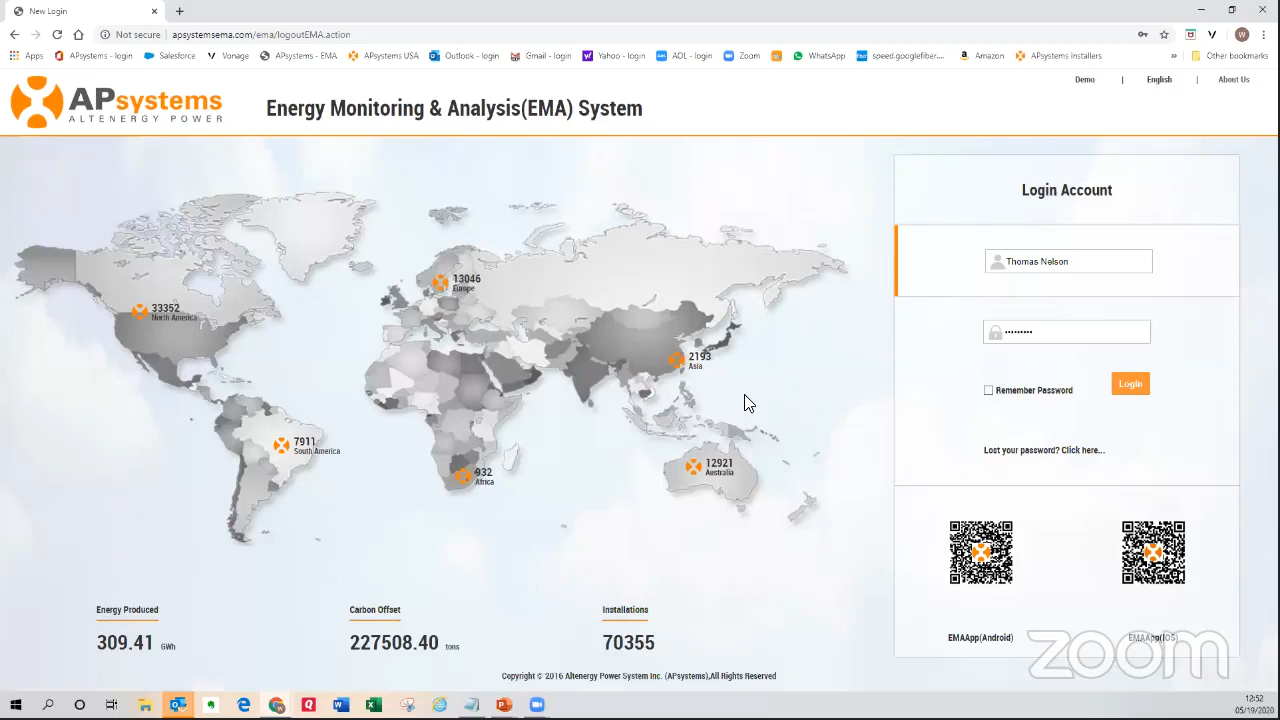 New Login
Not secure | apsystemsema.com/ema/logoutEMA.action
Apps APsystems - login Salesforce Vonage APsystems - EMA APsystems USA Outlook - login Gmail - login Yahoo - login AOL - login Zoom WhatsApp speed.googlefiber... Amazon APsystems Installers » Other bookmarks
Demo | English | About Us
APsystems
ALTENERGY POWER
Energy Monitoring & Analysis(EMA) System
Login Account
Thomas Nelson
•••••••••
Remember Password
Login
Lost your password? Click here...
13046
Europe
33352
North America
2193
Asia
7911
South America
932
Africa
12921
Australia
EMAApp(Android)
EMAApp(IOS)
zoom
Energy Produced
309.41 GWh
Carbon Offset
227508.40 tons
Installations
70355
Copyright © 2016 Altenergy Power System Inc. (APsystems),All Rights Reserved
12:52
05/19/2020